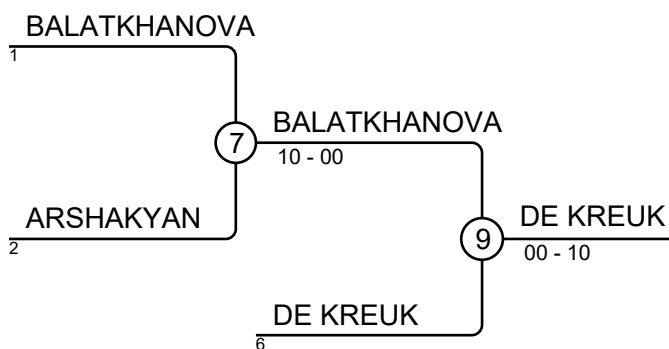 BALATKHANOVA
1
7
BALATKHANOVA
10 - 00
ARSHAKYAN
2
9
DE KREUK
00 - 10
DE KREUK
6